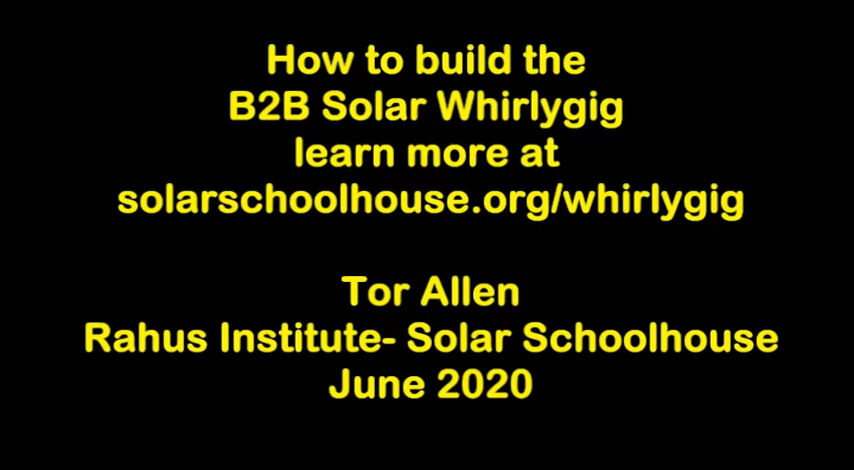 How to build the
B2B Solar Whirlygig
learn more at
solarschoolhouse.org/whirlygig
Tor Allen
Rahus Institute- Solar Schoolhouse
June 2020